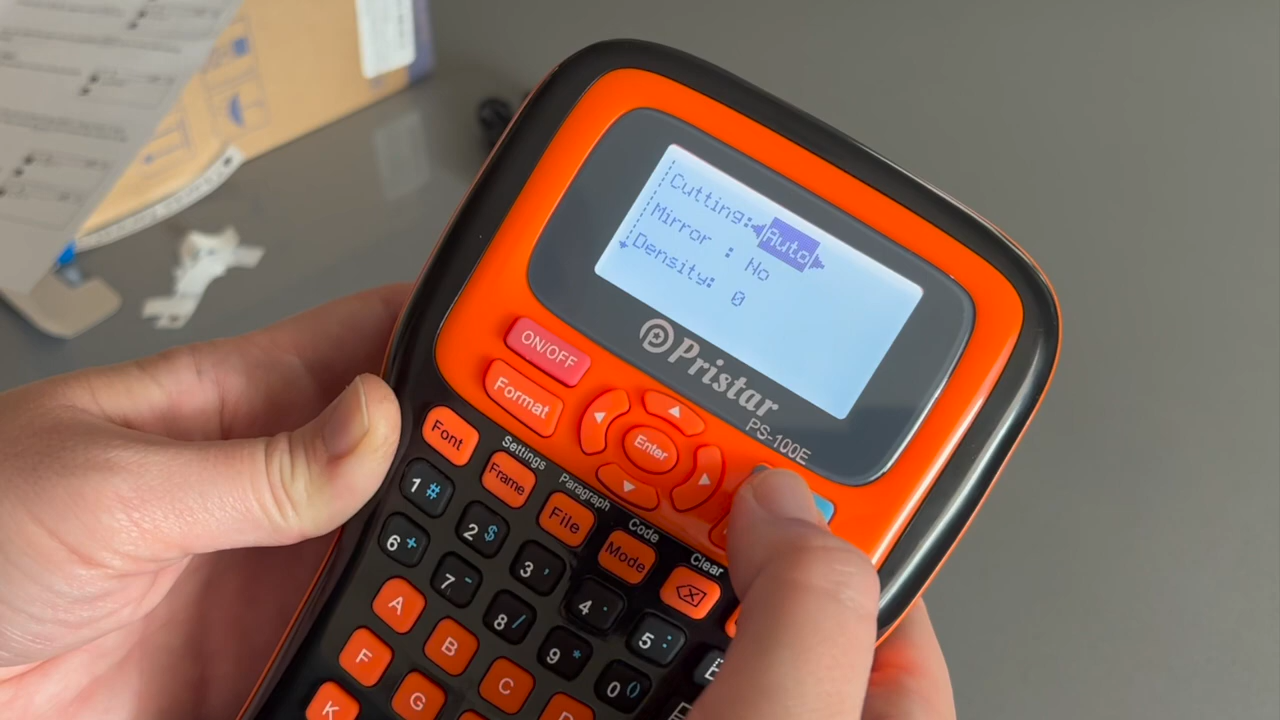 Cutting: Auto
Mirror : No
Density: 0
Pristar
PS-100E
ON/OFF
Format
Enter
Font
Settings
Frame
Paragraph
File
Code
Mode
Clear
1 #
2 $
3 ,
4 .
5 :
6 +
7 -
8 /
9 *
0 ()
A
B
C
F
G
K